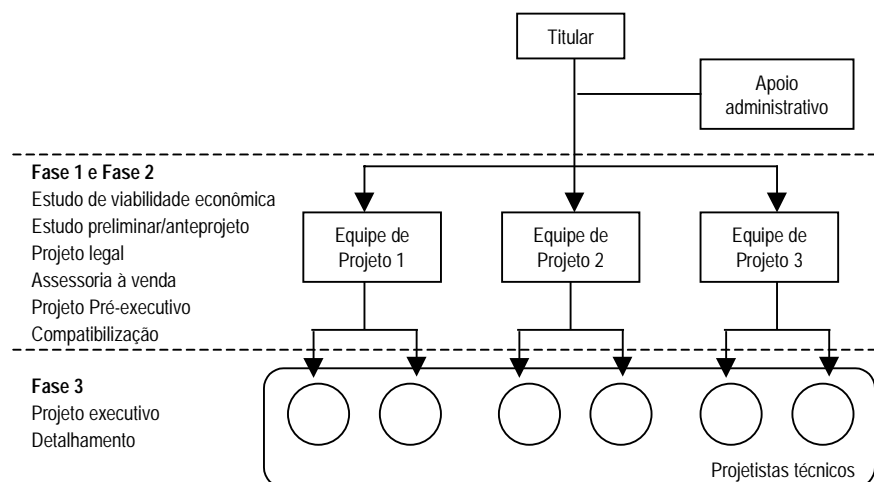 Titular
Apoio
administrativo
Fase 1 e Fase 2
Estudo de viabilidade econômica
Estudo preliminar/anteprojeto
Projeto legal
Assessoria à venda
Projeto Pré-executivo
Compatibilização
Equipe de
Projeto 1
Equipe de
Projeto 2
Equipe de
Projeto 3
Fase 3
Projeto executivo
Detalhamento
Projetistas técnicos